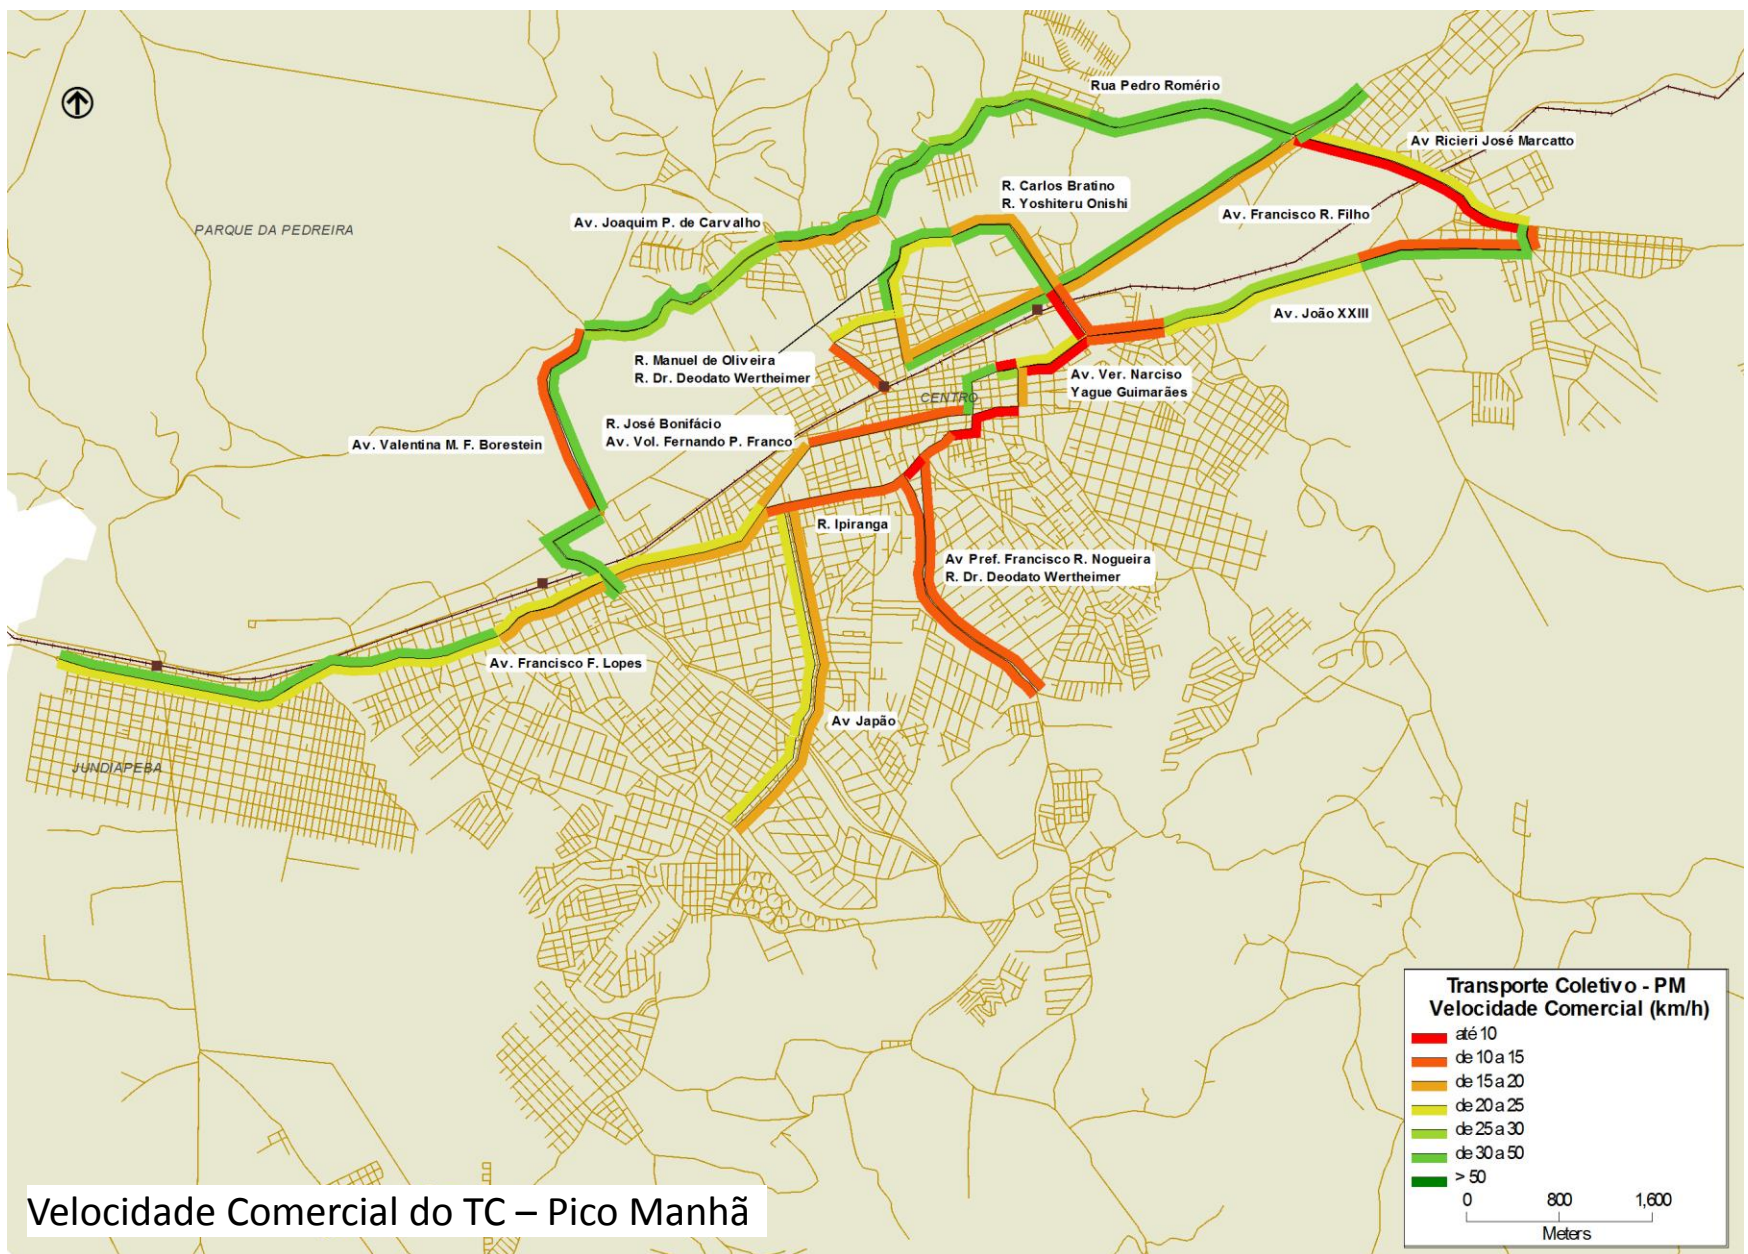 Rua Pedro Romério
Av Ricieri José Marcatto
R. Carlos Bratino
R. Yoshiteru Onishi
Av. Francisco R. Filho
Av. Joaquim P. de Carvalho
PARQUE DA PEDREIRA
Av. João XXIII
R. Manuel de Oliveira
R. Dr. Deodato Wertheimer
Av. Ver. Narciso
Yague Guimarães
CENTRO
R. José Bonifácio
Av. Vol. Fernando P. Franco
Av. Valentina M. F. Borestein
R. Ipiranga
Av Pref. Francisco R. Nogueira
R. Dr. Deodato Wertheimer
Av. Francisco F. Lopes
Av Japão
JUNDIAPEBA
Transporte Coletivo - PM
Velocidade Comercial (km/h)
até 10
de 10 a 15
de 15 a 20
de 20 a 25
de 25 a 30
de 30 a 50
> 50
0 800 1,600
Meters
Velocidade Comercial do TC – Pico Manhã